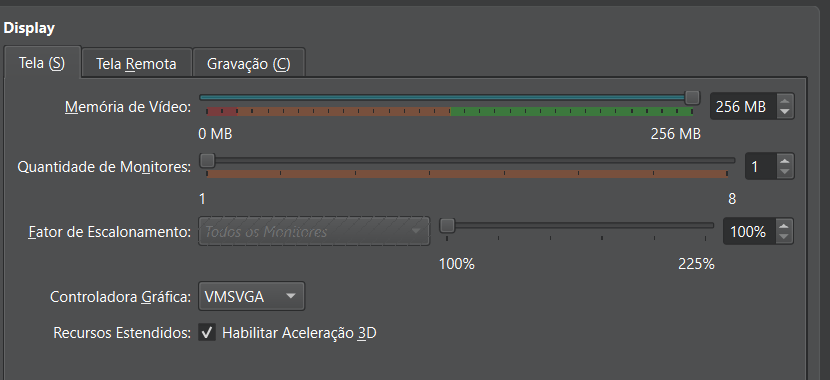 Display
Tela (S) Tela Remota Gravação (C)
Memória de Vídeo: 256 MB
0 MB 256 MB
Quantidade de Monitores: 1
1 8
Fator de Escalonamento: Todos os Monitores 100%
100% 225%
Controladora Gráfica: VMSVGA
Recursos Estendidos: Habilitar Aceleração 3D